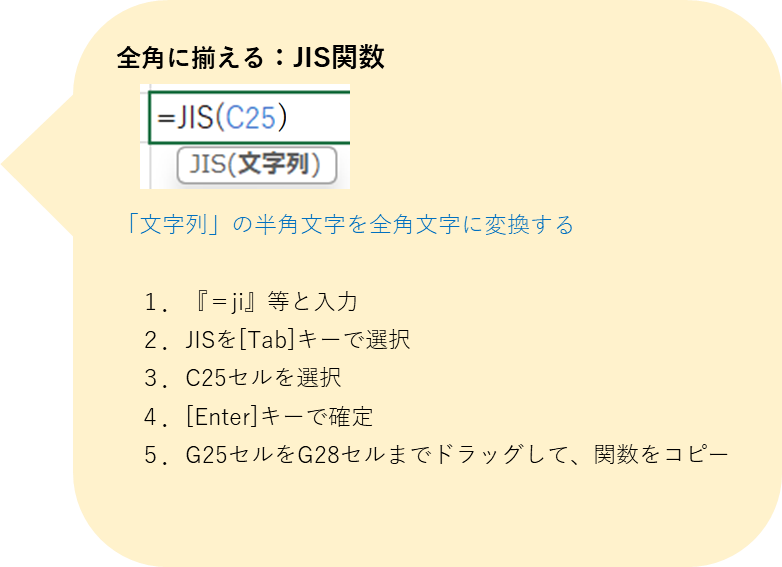 全角に揃える：JIS関数
=JIS(C25)
JIS(文字列)
「文字列」の半角文字を全角文字に変換する
１．『＝ji』等と入力
２．JISを[Tab]キーで選択
３．C25セルを選択
４．[Enter]キーで確定
５．G25セルをG28セルまでドラッグして、関数をコピー